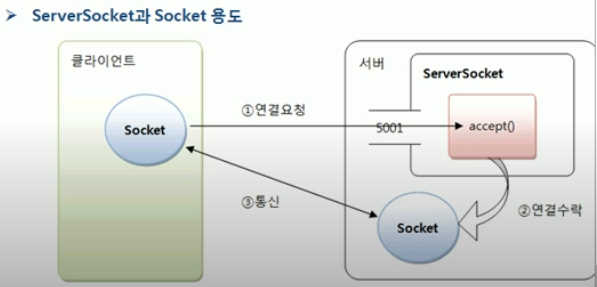 ➤ ServerSocket과 Socket 용도
클라이언트
서버
ServerSocket
①연결요청
Socket
5001
accept()
③통신
②연결수락
Socket